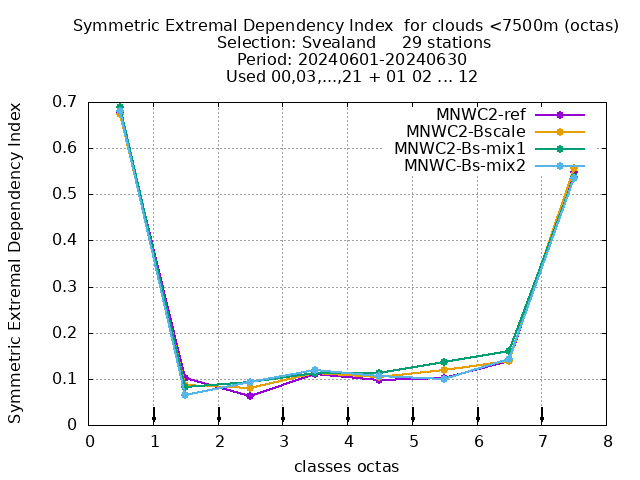 Symmetric Extremal Dependency Index  for clouds <7500m (octas)
Selection: Svealand     29 stations
Period: 20240601-20240630
Used 00,03,...,21 + 01 02 ... 12
Symmetric Extremal Dependency Index
0.7
0.6
0.5
0.4
0.3
0.2
0.1
0
MNWC2-ref
MNWC2-Bscale
MNWC2-Bs-mix1
MNWC-Bs-mix2
0 1 2 3 4 5 6 7 8
classes octas